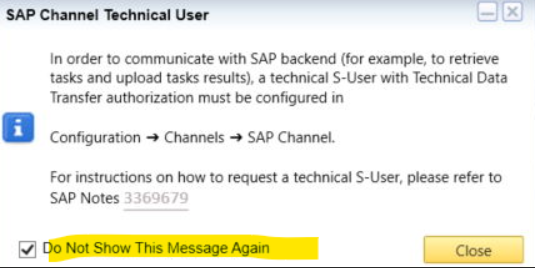 SAP Channel Technical User
In order to communicate with SAP backend (for example, to retrieve
tasks and upload tasks results), a technical S-User with Technical Data
Transfer authorization must be configured in
Configuration ➔ Channels ➔ SAP Channel.
For instructions on how to request a technical S-User, please refer to
SAP Notes 3369679
Do Not Show This Message Again
Close